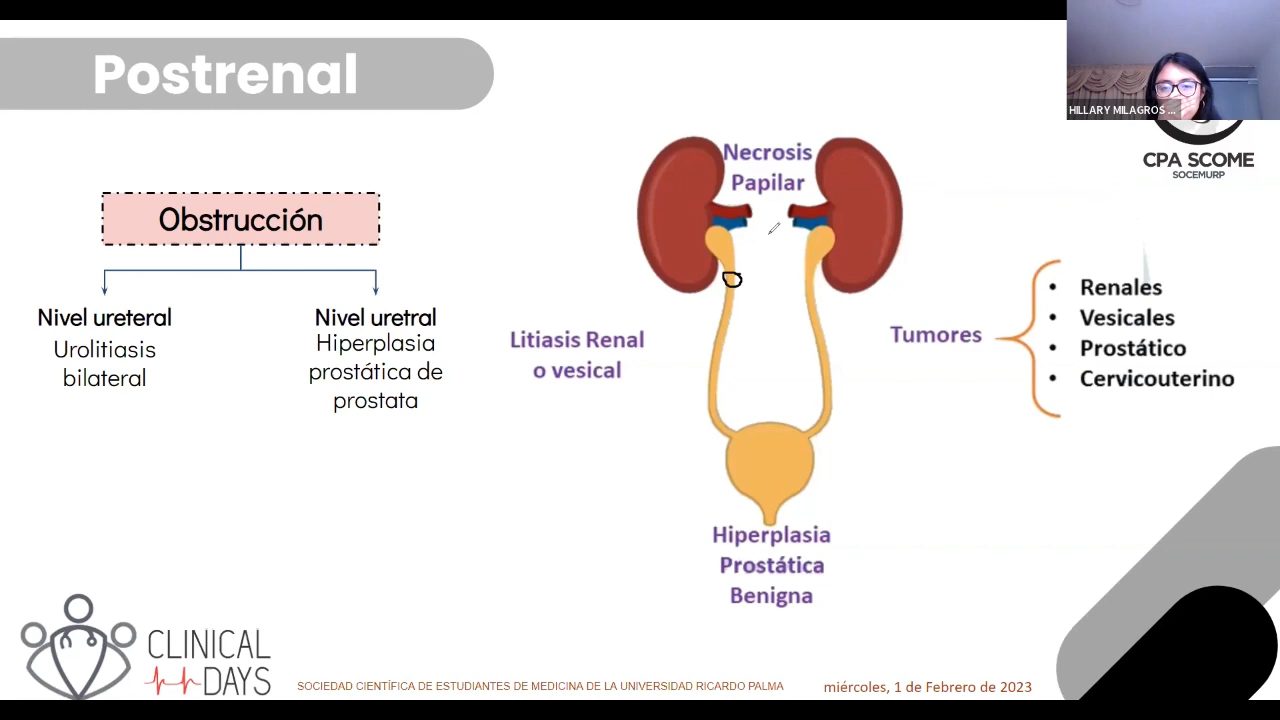 Postrenal
HILLARY MILAGROS ...
CPA SCOME
SOCEMURP
Obstrucción
Nivel ureteral
Urolitiasis
bilateral
Nivel uretral
Hiperplasia
prostática de
prostata
Necrosis
Papilar
Litiasis Renal
o vesical
Tumores
• Renales
• Vesicales
• Prostático
• Cervicouterino
Hiperplasia
Prostática
Benigna
CLINICAL
DAYS
SOCIEDAD CIENTÍFICA DE ESTUDIANTES DE MEDICINA DE LA UNIVERSIDAD RICARDO PALMA
miércoles, 1 de Febrero de 2023